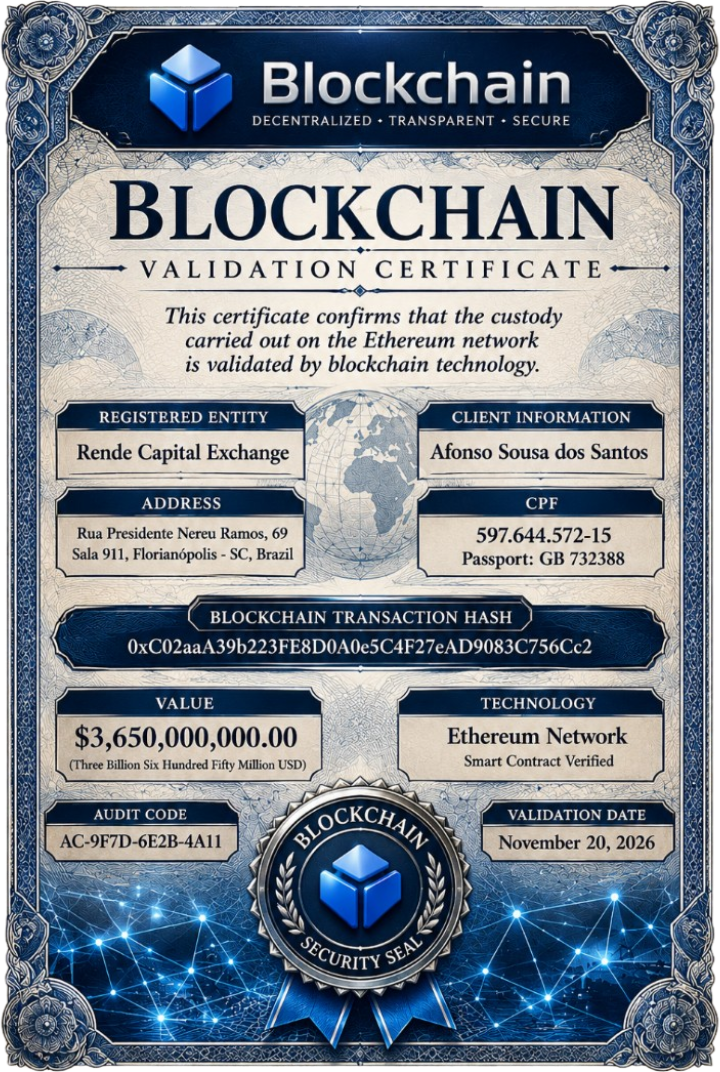 Blockchain
DECENTRALIZED • TRANSPARENT • SECURE
BLOCKCHAIN
VALIDATION CERTIFICATE
This certificate confirms that the custody
carried out on the Ethereum network
is validated by blockchain technology.
REGISTERED ENTITY
Rende Capital Exchange
CLIENT INFORMATION
Afonso Sousa dos Santos
ADDRESS
Rua Presidente Nereu Ramos, 69
Sala 911, Florianópolis - SC, Brazil
CPF
597.644.572-15
Passport: GB 732388
BLOCKCHAIN TRANSACTION HASH
0xC02aaA39b223FE8D0A0e5C4F27eAD9083C756Cc2
VALUE
$3,650,000,000.00
(Three Billion Six Hundred Fifty Million USD)
TECHNOLOGY
Ethereum Network
Smart Contract Verified
AUDIT CODE
AC-9F7D-6E2B-4A11
VALIDATION DATE
November 20, 2026
BLOCKCHAIN
SECURITY SEAL